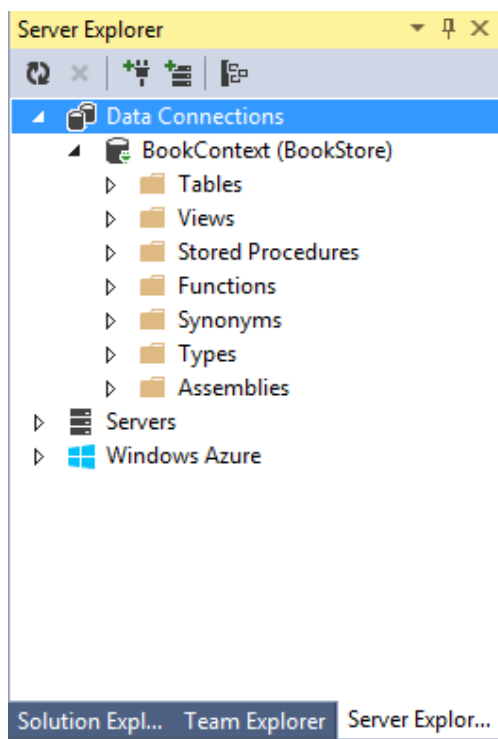 Server Explorer
Data Connections
BookContext (BookStore)
Tables
Views
Stored Procedures
Functions
Synonyms
Types
Assemblies
Servers
Windows Azure
Solution Expl... Team Explorer Server Explor...